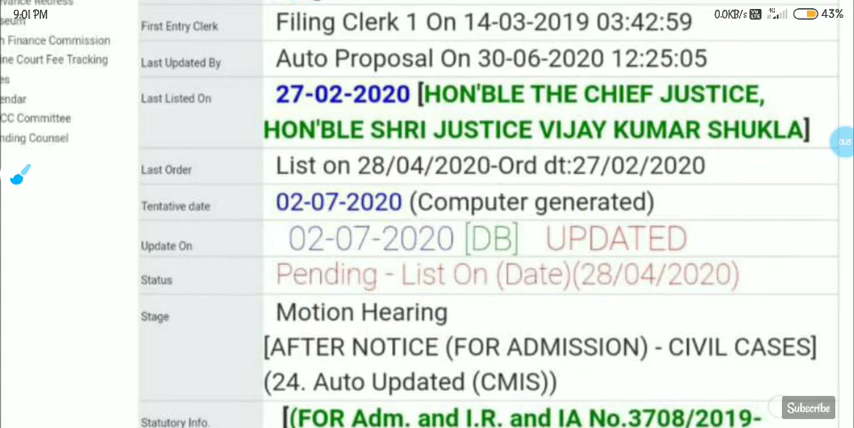 9:01 PM
0.0KB/s
43%
Finance Commission
Court Fee Tracking
CC Committee
Counsel
First Entry Clerk Filing Clerk 1 On 14-03-2019 03:42:59
Last Updated By Auto Proposal On 30-06-2020 12:25:05
Last Listed On 27-02-2020 [HON'BLE THE CHIEF JUSTICE,
HON'BLE SHRI JUSTICE VIJAY KUMAR SHUKLA]
Last Order List on 28/04/2020-Ord dt:27/02/2020
Tentative date 02-07-2020 (Computer generated)
Update On 02-07-2020 [DB] UPDATED
Status Pending - List On (Date)(28/04/2020)
Stage Motion Hearing
[AFTER NOTICE (FOR ADMISSION) - CIVIL CASES]
(24. Auto Updated (CMIS))
Statutory Info. [(FOR Adm. and I.R. and IA No.3708/2019-
Subscribe